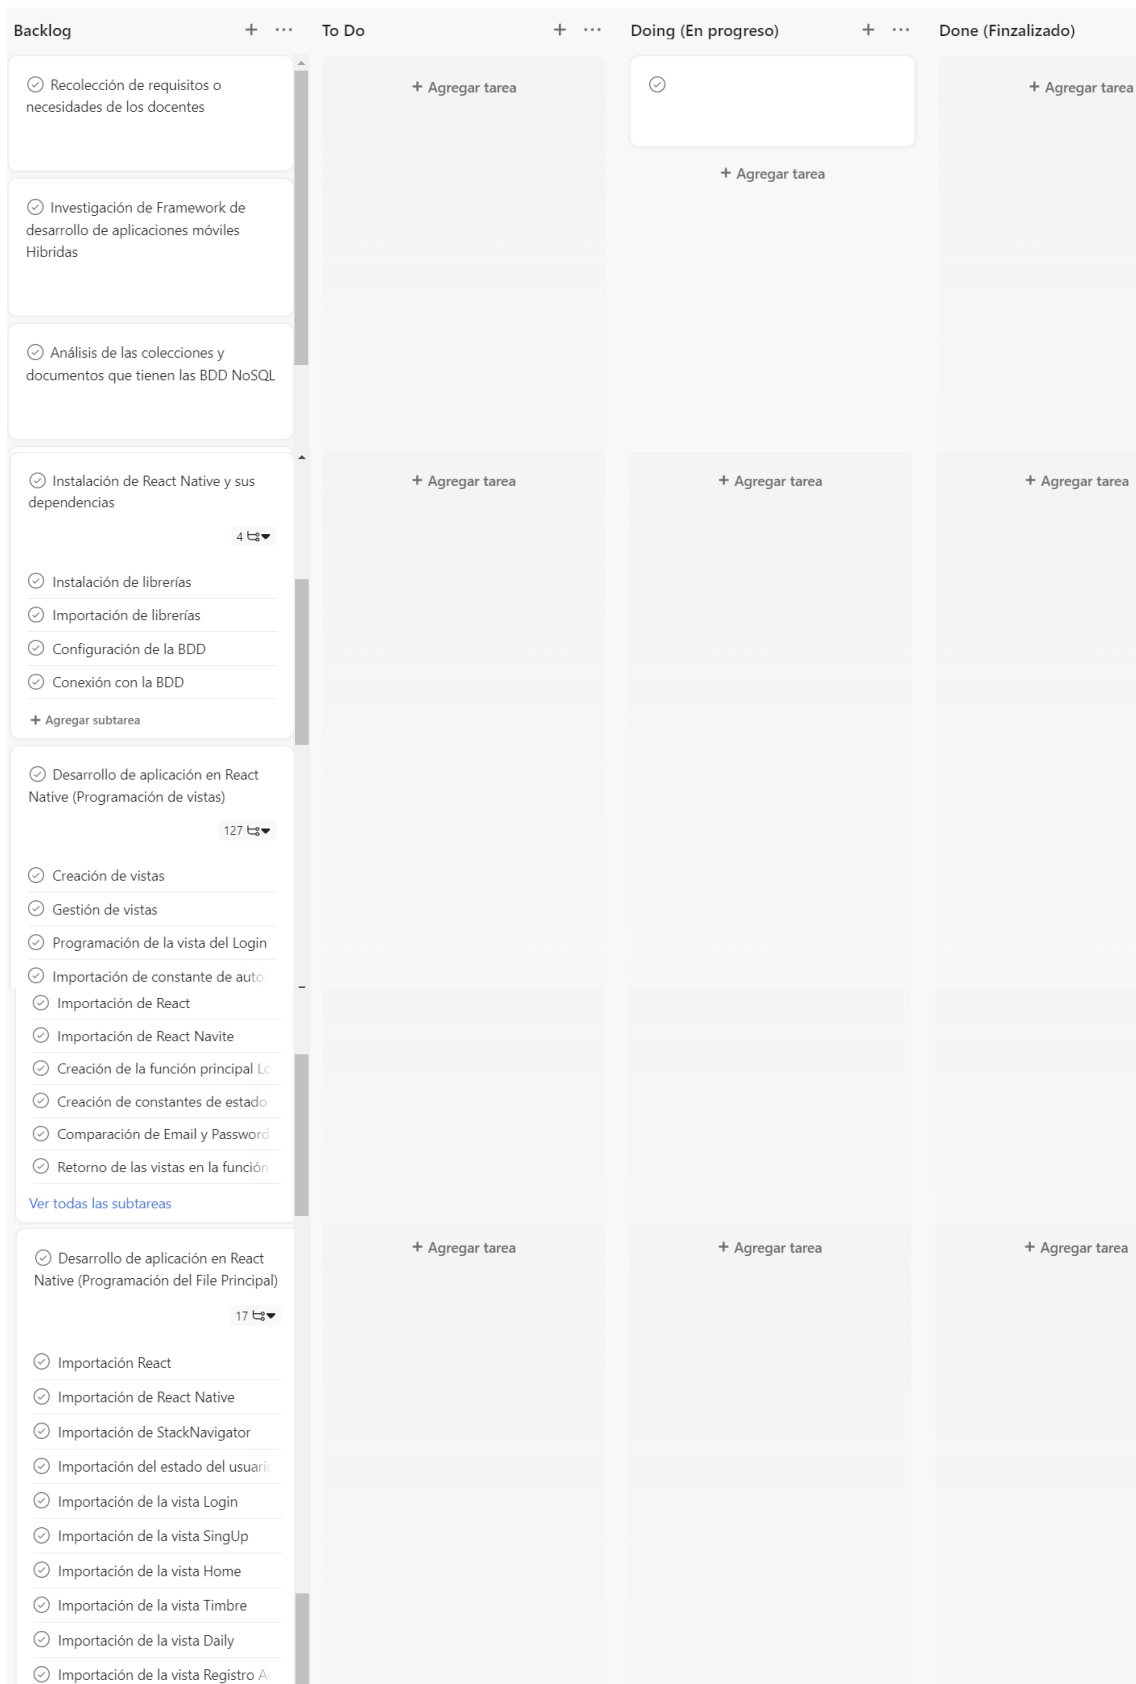 Backlog
To Do
Doing (En progreso)
Done (Finzalizado)
Recolección de requisitos o
necesidades de los docentes
+ Agregar tarea
+ Agregar tarea
+ Agregar tarea
Investigación de Framework de
desarrollo de aplicaciones móviles
Hibridas
Análisis de las colecciones y
documentos que tienen las BDD NoSQL
Instalación de React Native y sus
dependencias
+ Agregar tarea
+ Agregar tarea
+ Agregar tarea
4
Instalación de librerías
Importación de librerías
Configuración de la BDD
Conexión con la BDD
+ Agregar subtarea
Desarrollo de aplicación en React
Native (Programación de vistas)
127
Creación de vistas
Gestión de vistas
Programación de la vista del Login
Importación de constante de auto
Importación de React
Importación de React Navite
Creación de la función principal Lo
Creación de constantes de estado
Comparación de Email y Password
Retorno de las vistas en la función
Ver todas las subtareas
Desarrollo de aplicación en React
Native (Programación del File Principal)
+ Agregar tarea
+ Agregar tarea
+ Agregar tarea
17
Importación React
Importación de React Native
Importación de StackNavigator
Importación del estado del usuario
Importación de la vista Login
Importación de la vista SingUp
Importación de la vista Home
Importación de la vista Timbre
Importación de la vista Daily
Importación de la vista Registro A